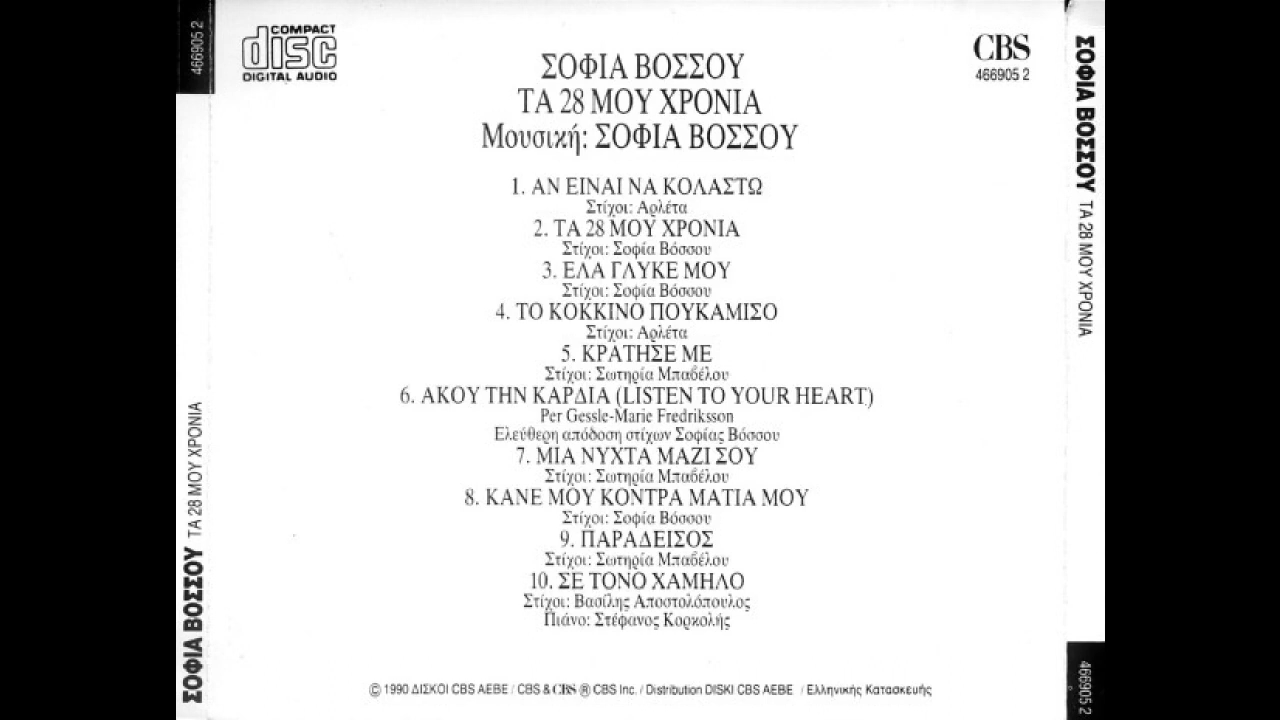 466905 2
COMPACT
disc
DIGITAL AUDIO
CBS
466905 2
ΣΟΦΙΑ ΒΟΣΣΟΥ
ΤΑ 28 ΜΟΥ ΧΡΟΝΙΑ
Μουσική: ΣΟΦΙΑ ΒΟΣΣΟΥ
1. ΑΝ ΕΙΝΑΙ ΝΑ ΚΟΛΑΣΤΩ
Στίχοι: Αρλέτα
2. ΤΑ 28 ΜΟΥ ΧΡΟΝΙΑ
Στίχοι: Σοφία Βόσσου
3. ΕΛΑ ΓΛΥΚΕ ΜΟΥ
Στίχοι: Σοφία Βόσσου
4. ΤΟ ΚΟΚΚΙΝΟ ΠΟΥΚΑΜΙΣΟ
Στίχοι: Αρλέτα
5. ΚΡΑΤΗΣΕ ΜΕ
Στίχοι: Σωτηρία Μπαβέλου
6. ΑΚΟΥ ΤΗΝ ΚΑΡΔΙΑ (LISTEN TO YOUR HEART)
Per Gessle-Marie Fredriksson
Ελεύθερη απόδοση στίχων Σοφίας Βόσσου
7. ΜΙΑ ΝΥΧΤΑ ΜΑΖΙ ΣΟΥ
Στίχοι: Σωτηρία Μπαβέλου
8. ΚΑΝΕ ΜΟΥ ΚΟΝΤΡΑ ΜΑΤΙΑ ΜΟΥ
Στίχοι: Σοφία Βόσσου
9. ΠΑΡΑΔΕΙΣΟΣ
Στίχοι: Σωτηρία Μπαβέλου
10. ΣΕ ΤΟΝΟ ΧΑΜΗΛΟ
Στίχοι: Βασίλης Αποστολόπουλος
Πιάνο: Στέφανος Κορκολής
© 1990 ΔΙΣΚΟΙ CBS AEBE / CBS & CBS ® CBS Inc. / Distribution DISKI CBS AEBE / Ελληνικής Κατασκευής
ΣΟΦΙΑ ΒΟΣΣΟΥ ΤΑ 28 ΜΟΥ ΧΡΟΝΙΑ
ΣΟΦΙΑ ΒΟΣΣΟΥ ΤΑ 28 ΜΟΥ ΧΡΟΝΙΑ
466905 2